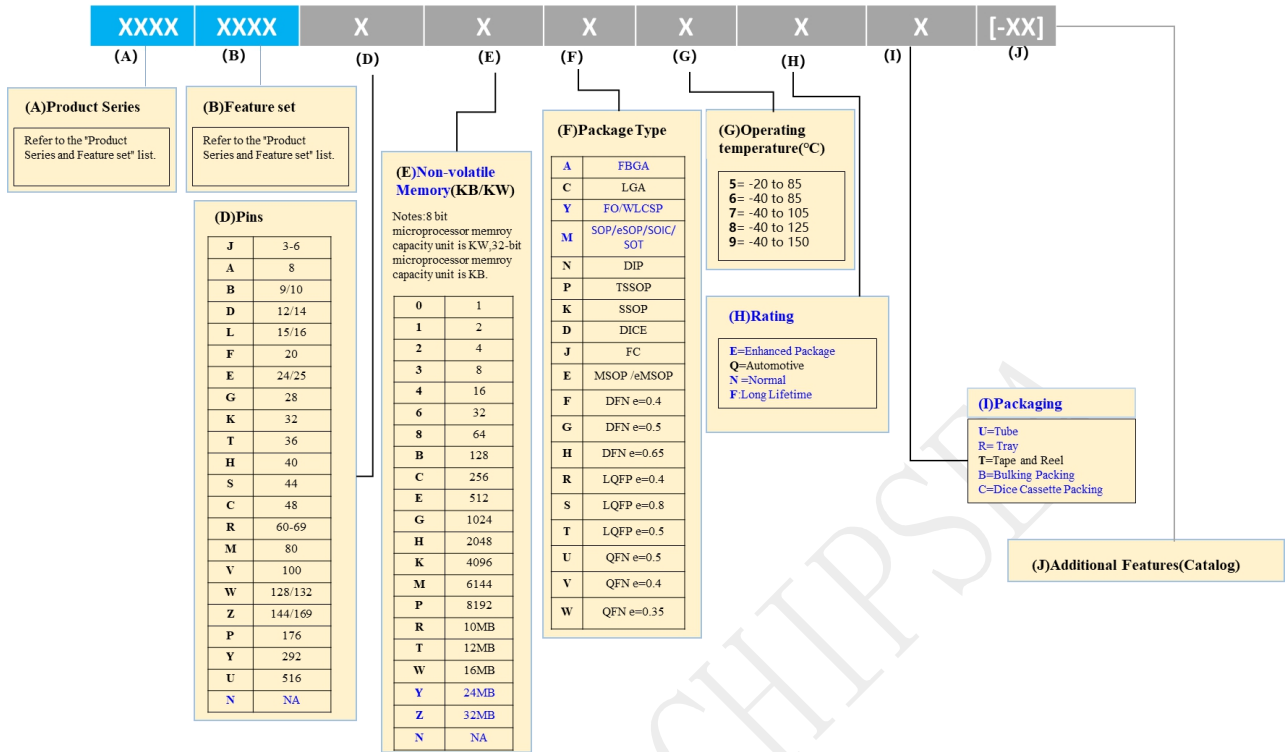 XXXX XXXX X X X X X X [-XX]
(A) (B) (D) (E) (F) (G) (H) (I) (J)
(A)Product Series
Refer to the "Product
Series and Feature set" list.
(B)Feature set
Refer to the "Product
Series and Feature set" list.
(D)Pins
J 3-6
A 8
B 9/10
D 12/14
L 15/16
F 20
E 24/25
G 28
K 32
T 36
H 40
S 44
C 48
R 60-69
M 80
V 100
W 128/132
Z 144/169
P 176
Y 292
U 516
N NA
(E)Non-volatile
Memory(KB/KW)
Notes:8 bit
microprocessor memroy
capacity unit is KW,32-bit
microprocessor memroy
capacity unit is KB.
0 1
1 2
2 4
3 8
4 16
6 32
8 64
B 128
C 256
E 512
G 1024
H 2048
K 4096
M 6144
P 8192
R 10MB
T 12MB
W 16MB
Y 24MB
Z 32MB
N NA
(F)Package Type
A FBGA
C LGA
Y FO/WLCSP
M SOP/eSOP/SOIC/
SOT
N DIP
P TSSOP
K SSOP
D DICE
J FC
E MSOP /eMSOP
F DFN e=0.4
G DFN e=0.5
H DFN e=0.65
R LQFP e=0.4
S LQFP e=0.8
T LQFP e=0.5
U QFN e=0.5
V QFN e=0.4
W QFN e=0.35
(G)Operating
temperature(°C)
5= -20 to 85
6= -40 to 85
7= -40 to 105
8= -40 to 125
9= -40 to 150
(H)Rating
E=Enhanced Package
Q=Automotive
N =Normal
F:Long Lifetime
(I)Packaging
U=Tube
R= Tray
T=Tape and Reel
B=Bulking Packing
C=Dice Cassette Packing
(J)Additional Features(Catalog)
CHIPSEA